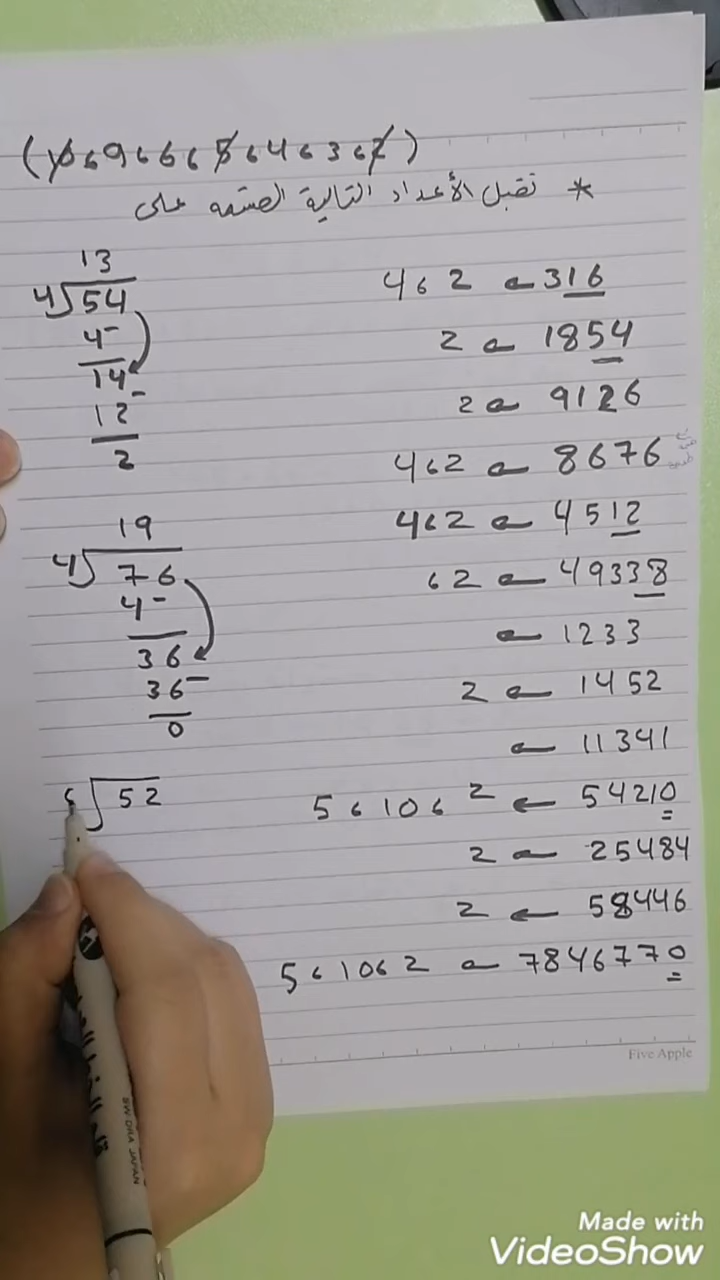 (10 ، 9 ، 6 ، 5 ، 4 ، 3 ، 2)
* تقبل الأعداد التالية القسمة على
316 ← 2 ، 4
1854 ← 2
9126 ← 2
8676 ← 2 ، 4
4512 ← 2 ، 4
49338 ← 2 ،
1233 ←
1452 ← 2
11341 ←
54210 ← 2 ، 10 ، 5
25484 ← 2
58446 ← 2
7846770 ← 2 ، 10 ، 5
13
4 54
4 -
14
12 -
2
19
4 76
4 -
36
36 -
0
52
Five Apple
SIWORA JAPAN
Made with
VideoShow